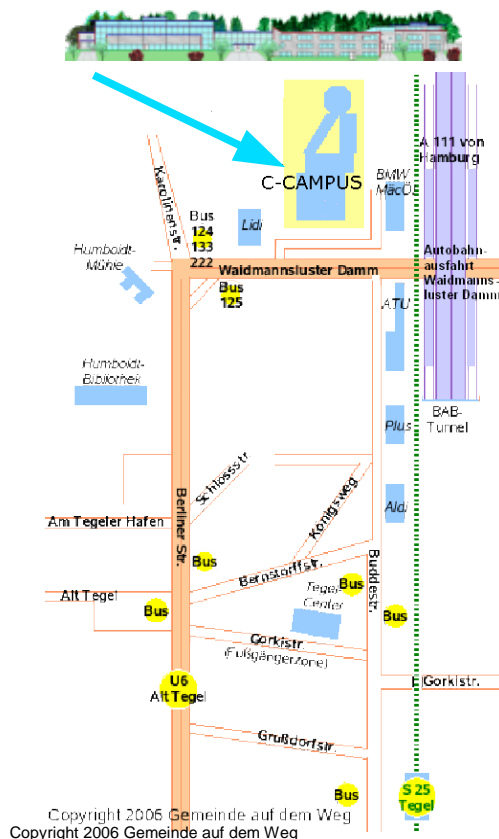 A 111 von
Hamburg
BMW
MacÖ.
C-CAMPUS
Karolinenstr.
Bus
124
133
222
Lidi
Humboldt-
Mühle
Waidmannsluster Damm
Autobahn-
ausfahrt
Waidmanns-
luster Damm
Bus
125
ATU
Humboldt-
Bibliothek
Plus
BAB-
Tunnel
Schlossstr.
Königsweg
Aldi
Am Tegeler Hafen
Berliner Str.
Bus
Bernstorffstr.
Buddestr.
Alt Tegel
Bus
Bus
Tegel-
Center
Bus
Gorkistr.
(Fußgängerzone)
U6
Alt Tegel
Gorkistr.
Grußdorfstr.
Bus
S 25
Tegel
Copyright 2006 Gemeinde auf dem Weg
Copyright 2006 Gemeinde auf dem Weg